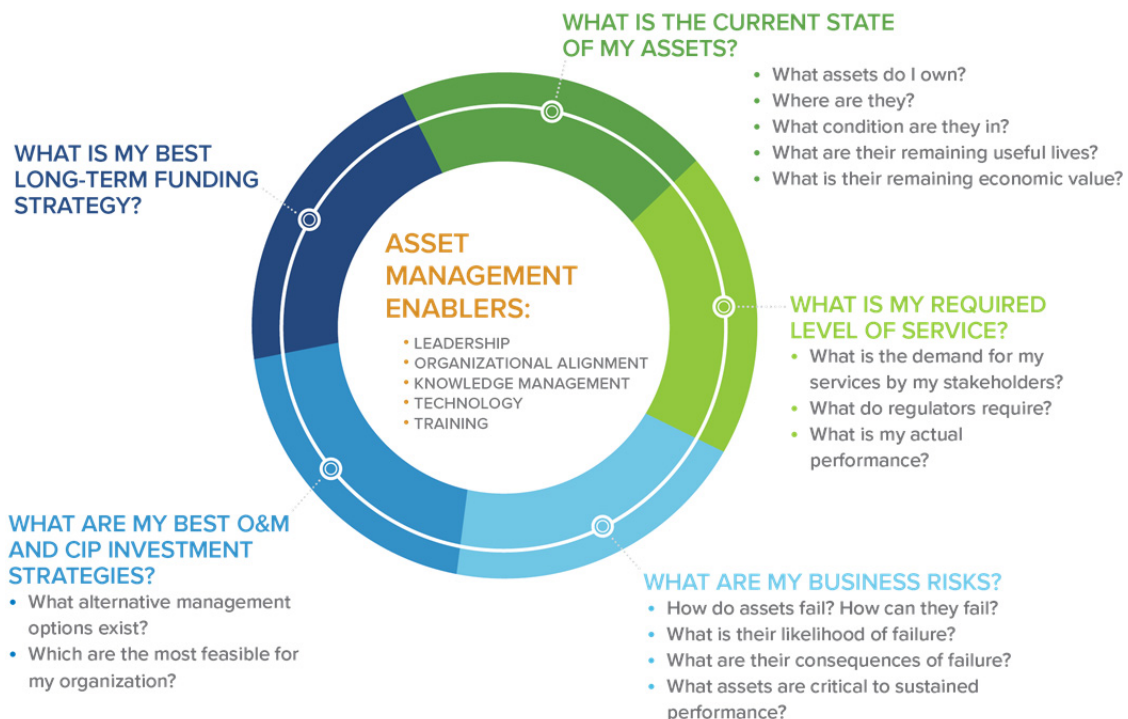 WHAT IS THE CURRENT STATE
OF MY ASSETS?
• What assets do I own?
• Where are they?
• What condition are they in?
• What are their remaining useful lives?
• What is their remaining economic value?
WHAT IS MY BEST
LONG-TERM FUNDING
STRATEGY?
ASSET
MANAGEMENT
ENABLERS:
• LEADERSHIP
• ORGANIZATIONAL ALIGNMENT
• KNOWLEDGE MANAGEMENT
• TECHNOLOGY
• TRAINING
WHAT IS MY REQUIRED
LEVEL OF SERVICE?
• What is the demand for my
services by my stakeholders?
• What do regulators require?
• What is my actual
performance?
WHAT ARE MY BEST O&M
AND CIP INVESTMENT
STRATEGIES?
• What alternative management
options exist?
• Which are the most feasible for
my organization?
WHAT ARE MY BUSINESS RISKS?
• How do assets fail? How can they fail?
• What is their likelihood of failure?
• What are their consequences of failure?
• What assets are critical to sustained
performance?